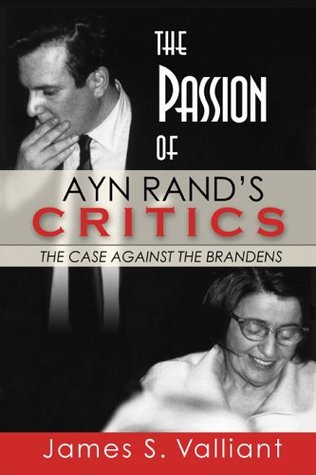 THE
PASSION
OF
AYN RAND'S
CRITICS
THE CASE AGAINST THE BRANDENS
James S. Valliant